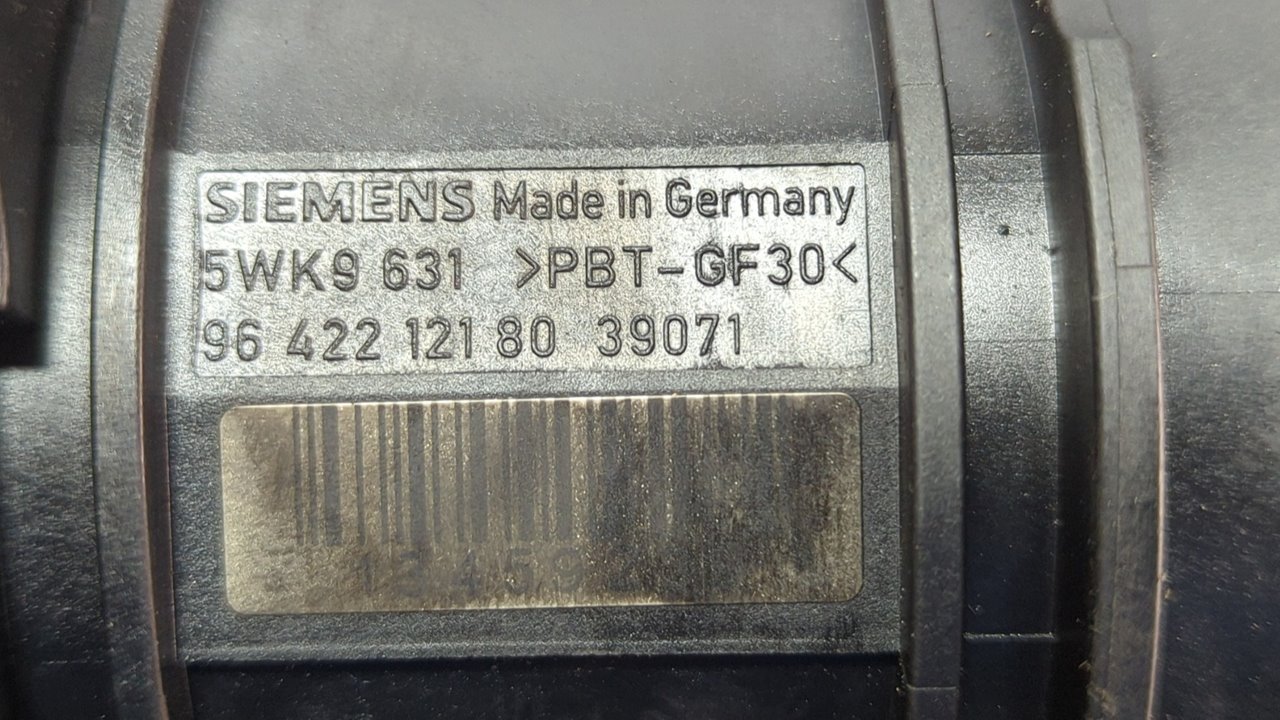 SIEMENS Made in Germany
5WK9 631 >PBT-GF30<
96 422 121 80 39071